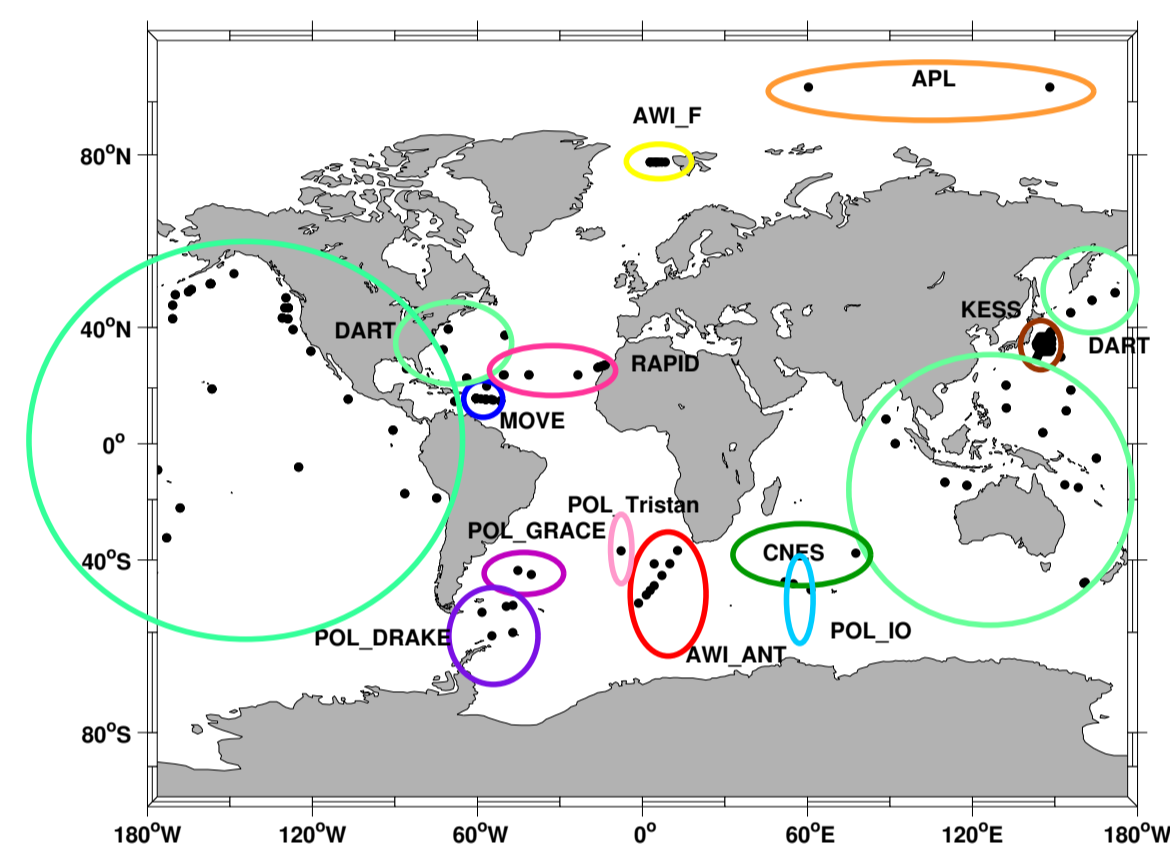 APL
AWI_F
80°N
KESS
DART
40°N
DART
RAPID
MOVE
0°
POL_Tristan
POL_GRACE
CNES
40°S
POL_IO
POL_DRAKE
AWI_ANT
80°S
180°W 120°W 60°W 0° 60°E 120°E 180°W